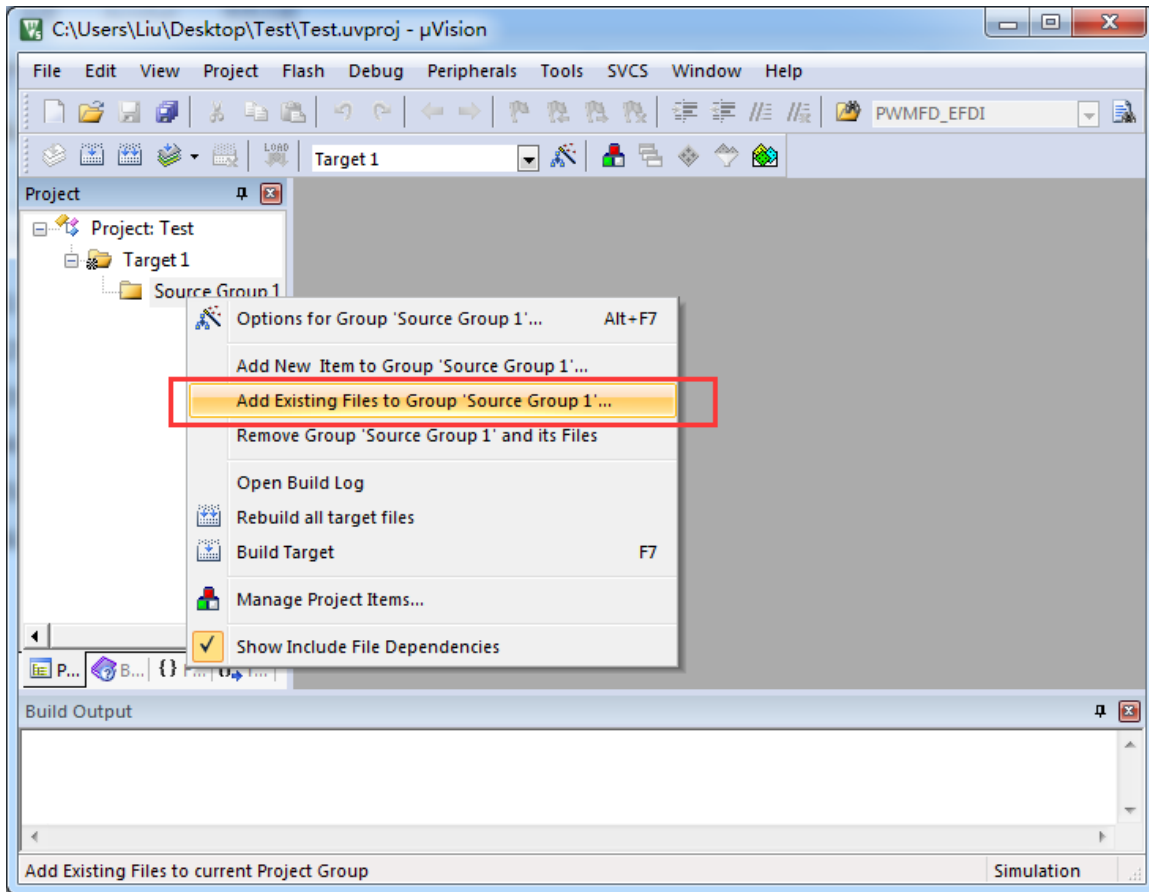 C:\Users\Liu\Desktop\Test\Test.uvproj - µVision
File Edit View Project Flash Debug Peripherals Tools SVCS Window Help
PWMFD_EFDI
LOAD
Target 1
Project
Project: Test
Target 1
Source Group 1
Options for Group 'Source Group 1'... Alt+F7
Add New Item to Group 'Source Group 1'...
Add Existing Files to Group 'Source Group 1'...
Remove Group 'Source Group 1' and its Files
Open Build Log
Rebuild all target files
Build Target F7
Manage Project Items...
Show Include File Dependencies
P... B... {}
Build Output
Add Existing Files to current Project Group Simulation